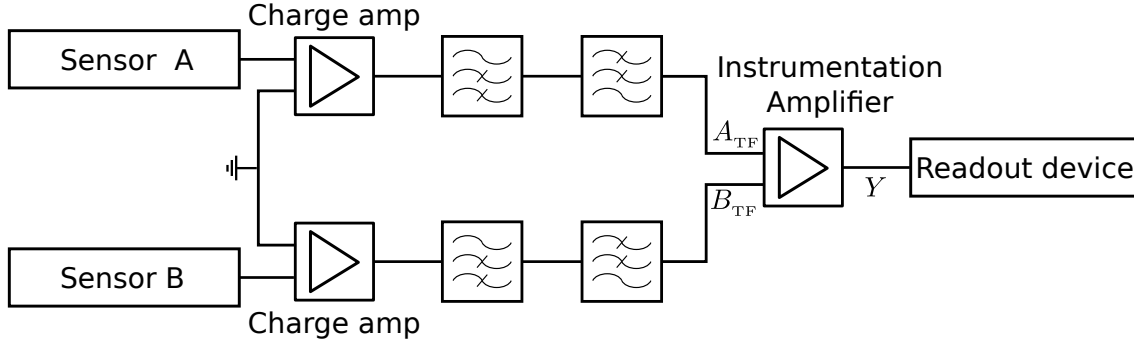 Charge amp
Sensor A
Instrumentation
Amplifier
A_TF
Readout device
Y
B_TF
Sensor B
Charge amp